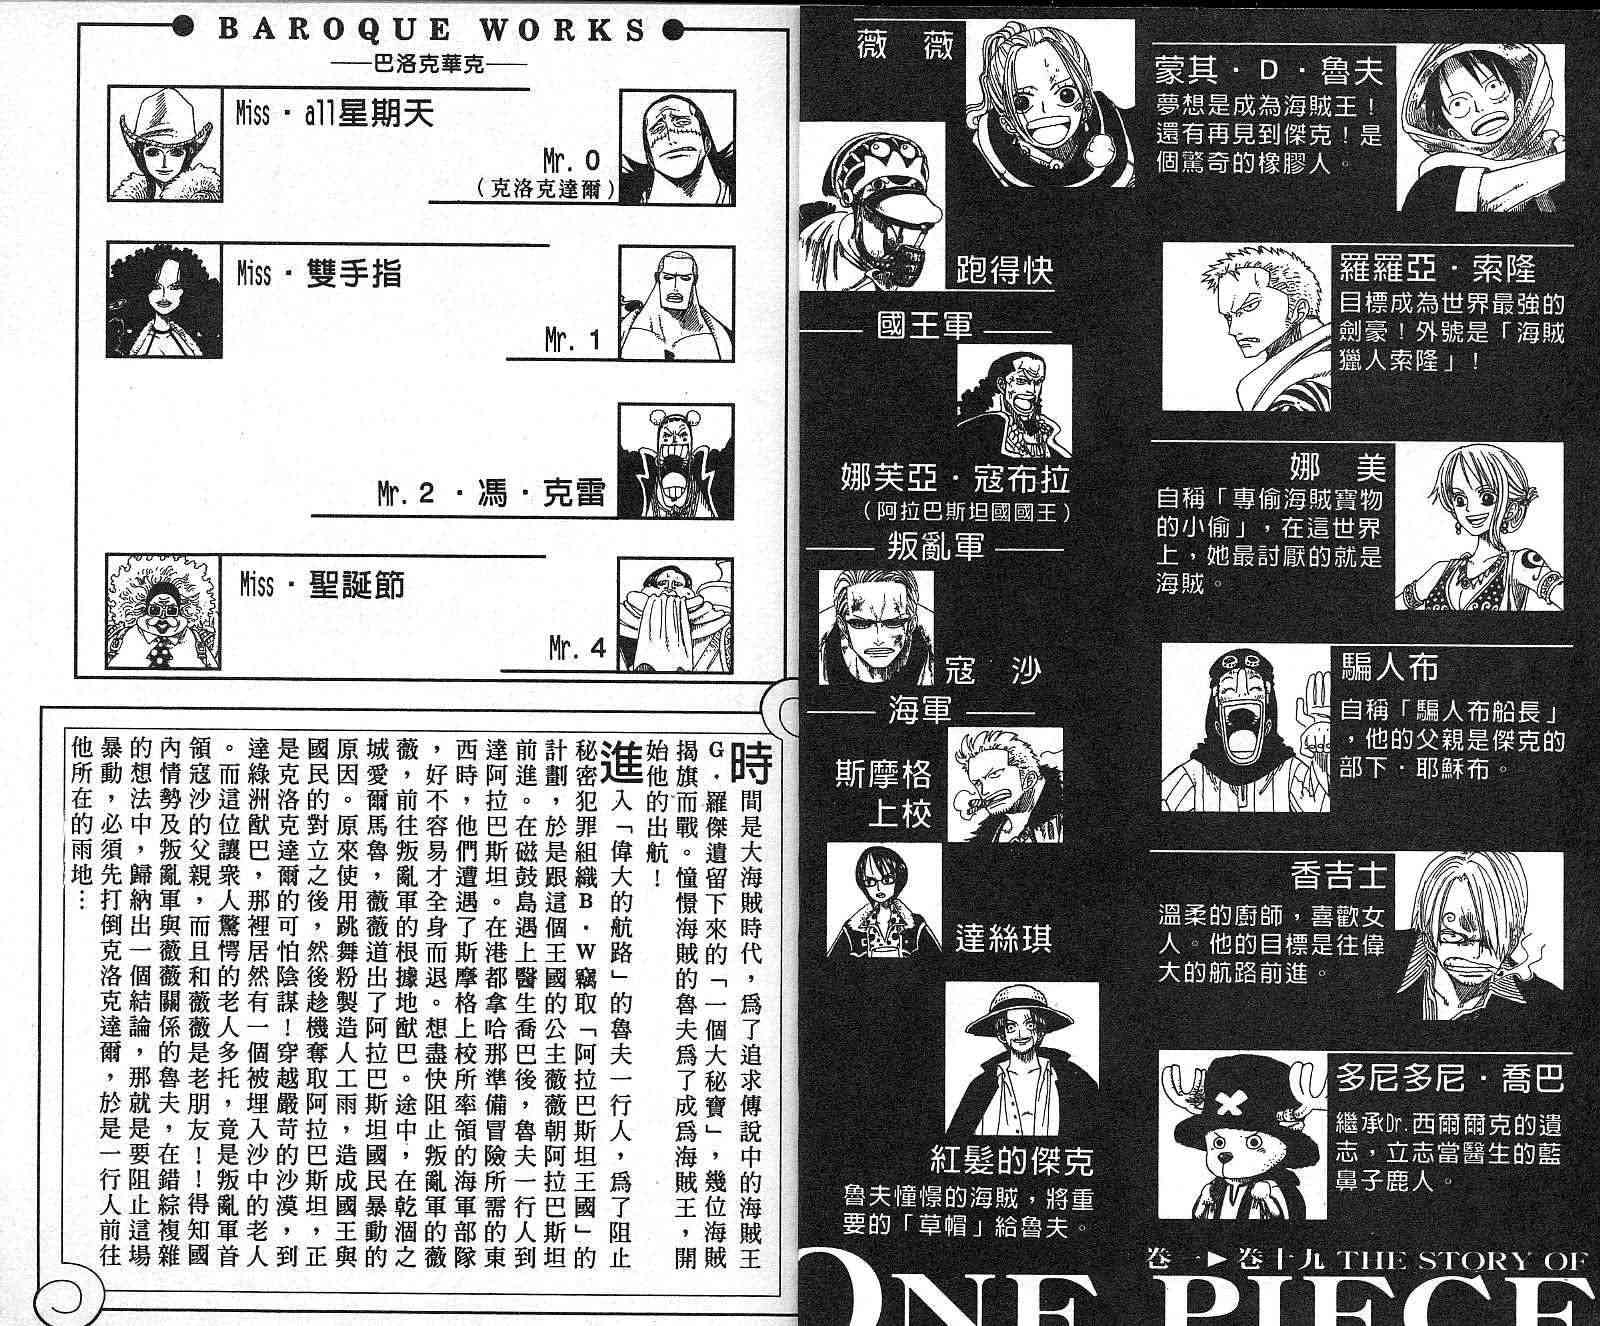 薇　薇
蒙其・D・魯夫
夢想是成為海賊王！
還有再見到傑克！是
個驚奇的橡膠人。
跑得快
羅羅亞・索隆
目標成為世界最強的
劍豪！外號是「海賊
獵人索隆」！
國王軍
娜芙亞・寇布拉
（阿拉巴斯坦國國王）
娜　美
自稱「專偷海賊寶物
的小偷」，在這世界
上，她最討厭的就是
海賊。
叛亂軍
寇　沙
騙人布
自稱「騙人布船長」
，他的父親是傑克的
部下・耶穌布。
海軍
斯摩格
上校
達絲琪
香吉士
溫柔的廚師，喜歡女
人。他的目標是往偉
大的航路前進。
紅髮的傑克
魯夫憧憬的海賊，將重
要的「草帽」給魯夫。
多尼多尼・喬巴
繼承Dr.西爾爾克的遺
志，立志當醫生的藍
鼻子鹿人。
卷一▶卷十九 THE STORY OF
ONE PIECE
BAROQUE WORKS
巴洛克華克
Miss・all星期天
Mr. 0
（克洛克達爾）
Miss・雙手指
Mr. 1
Mr. 2・馮・克雷
Miss・聖誕節
Mr. 4
時間是大海賊時代，爲了追求傳說中的海賊王
G・羅傑遺留下來的「一個大秘寶」，幾位海賊
揭旗而戰。憧憬海賊的魯夫爲了成爲海賊王，開
始他的出航！
進入「偉大的航路」的魯夫一行人，爲了阻止
秘密犯罪組織B・W竊取「阿拉巴斯坦王國」的
計劃，於是跟這個王國的公主薇薇朝阿拉巴斯坦
前進。在磁鼓島遇上醫生喬巴後，魯夫一行人到
達阿拉巴斯坦。在港都拿哈那準備冒險所需的東
西時，他們遭遇了斯摩格上校所率領的海軍部隊
，好不容易才全身而退。想盡快阻止叛亂軍的薇
薇，前往叛亂軍的根據地猷巴。途中，在乾涸之
城愛爾馬魯，薇薇道出了阿拉巴斯坦國民暴動的
原因。原來使用跳舞粉製造人工雨，造成國王與
國民的對立之後，然後趁機奪取阿拉巴斯坦，正
是克洛克達爾的可怕陰謀！穿越嚴苛的沙漠，到
達綠洲猷巴，那裡居然有一個被埋入沙中的老人
。而這位讓衆人驚愕的老人多托，竟是叛亂軍首
領寇沙的父親，而且和薇薇是老朋友！！得知國
內情勢及叛亂軍與薇薇關係的魯夫，在錯綜複雜
的想法中，歸納出一個結論，那就是要阻止這場
暴動，必須先打倒克洛克達爾，於是一行人前往
他所在的雨地…